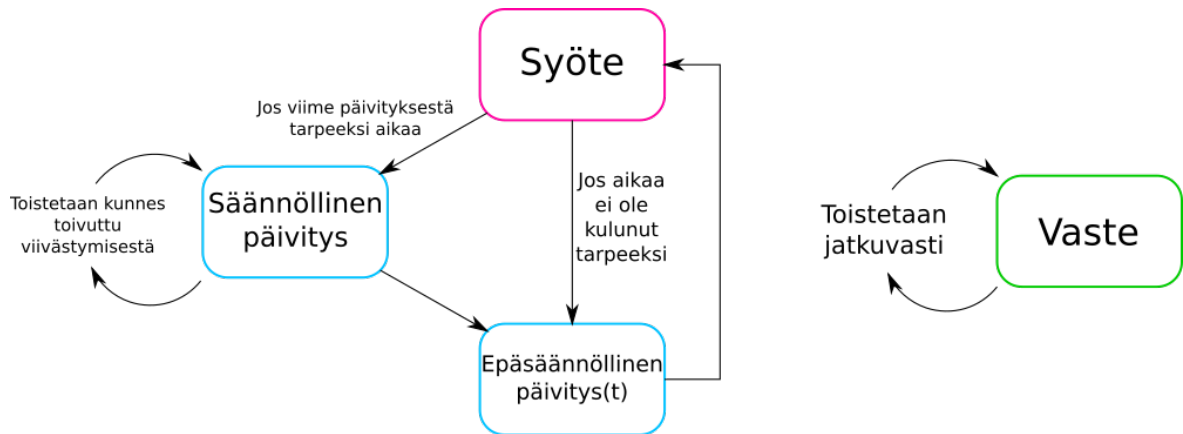 Syöte
Jos viime päivityksestä
tarpeeksi aikaa
Toistetaan kunnes
toivuttu
viivästymisestä
Säännöllinen
päivitys
Jos aikaa
ei ole
kulunut
tarpeeksi
Epäsäännöllinen
päivitys(t)
Toistetaan
jatkuvasti
Vaste